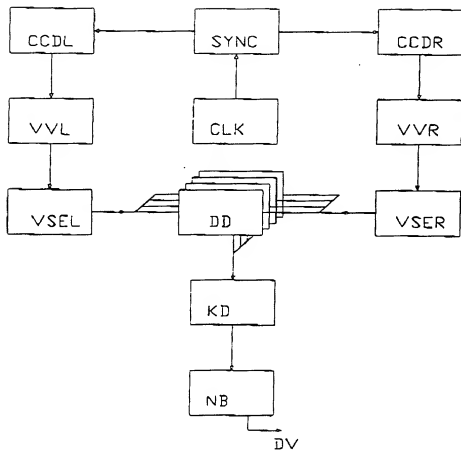 CCDL
SYNC
CCDR
VVL
CLK
VVR
VSEL
DD
VSER
KD
NB
DV